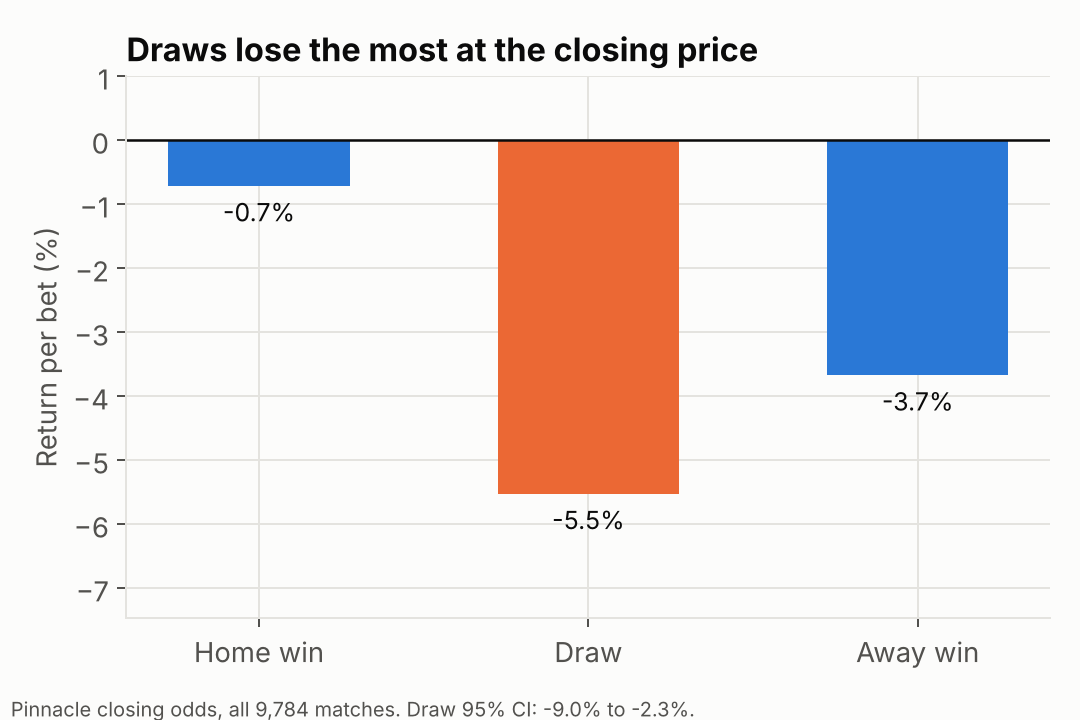 Draws lose the most at the closing price
1
0
−1
−2
−3
−4
−5
−6
−7
Return per bet (%)
-0.7%
-5.5%
-3.7%
Home win
Draw
Away win
Pinnacle closing odds, all 9,784 matches. Draw 95% CI: -9.0% to -2.3%.